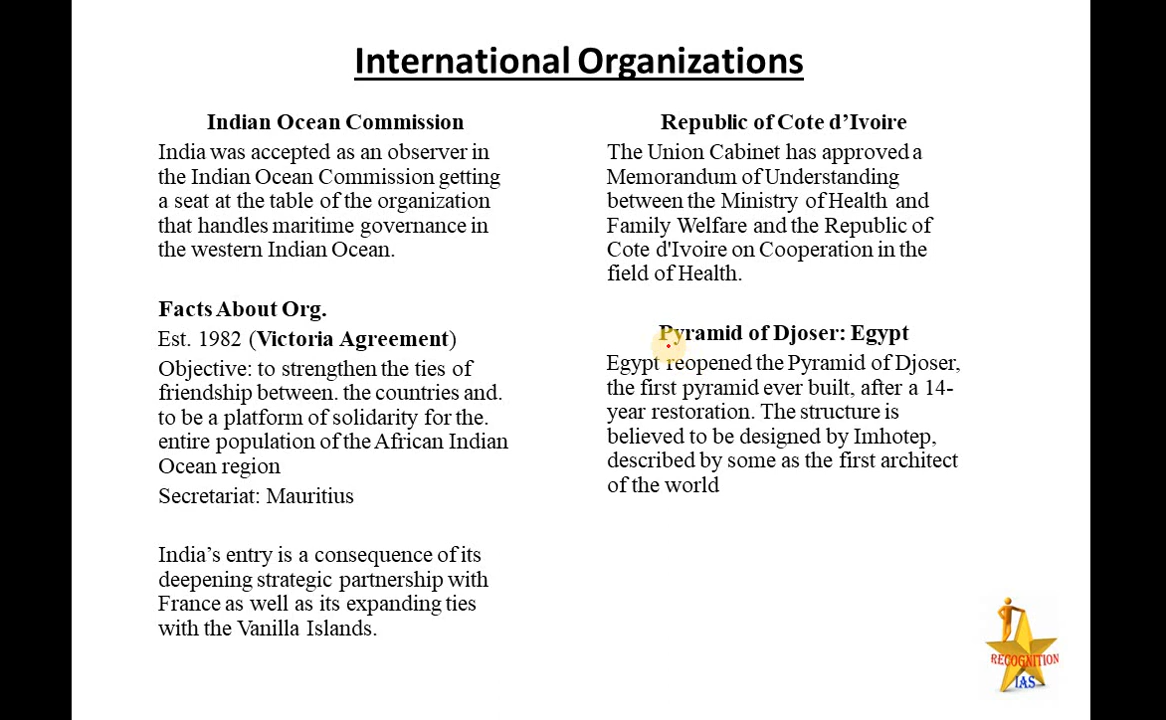 International Organizations
Indian Ocean Commission
India was accepted as an observer in
the Indian Ocean Commission getting
a seat at the table of the organization
that handles maritime governance in
the western Indian Ocean.
Facts About Org.
Est. 1982 (Victoria Agreement)
Objective: to strengthen the ties of
friendship between. the countries and.
to be a platform of solidarity for the.
entire population of the African Indian
Ocean region
Secretariat: Mauritius
India’s entry is a consequence of its
deepening strategic partnership with
France as well as its expanding ties
with the Vanilla Islands.
Republic of Cote d’Ivoire
The Union Cabinet has approved a
Memorandum of Understanding
between the Ministry of Health and
Family Welfare and the Republic of
Cote d'Ivoire on Cooperation in the
field of Health.
Pyramid of Djoser: Egypt
Egypt reopened the Pyramid of Djoser,
the first pyramid ever built, after a 14-
year restoration. The structure is
believed to be designed by Imhotep,
described by some as the first architect
of the world
RECOGNITION
IAS